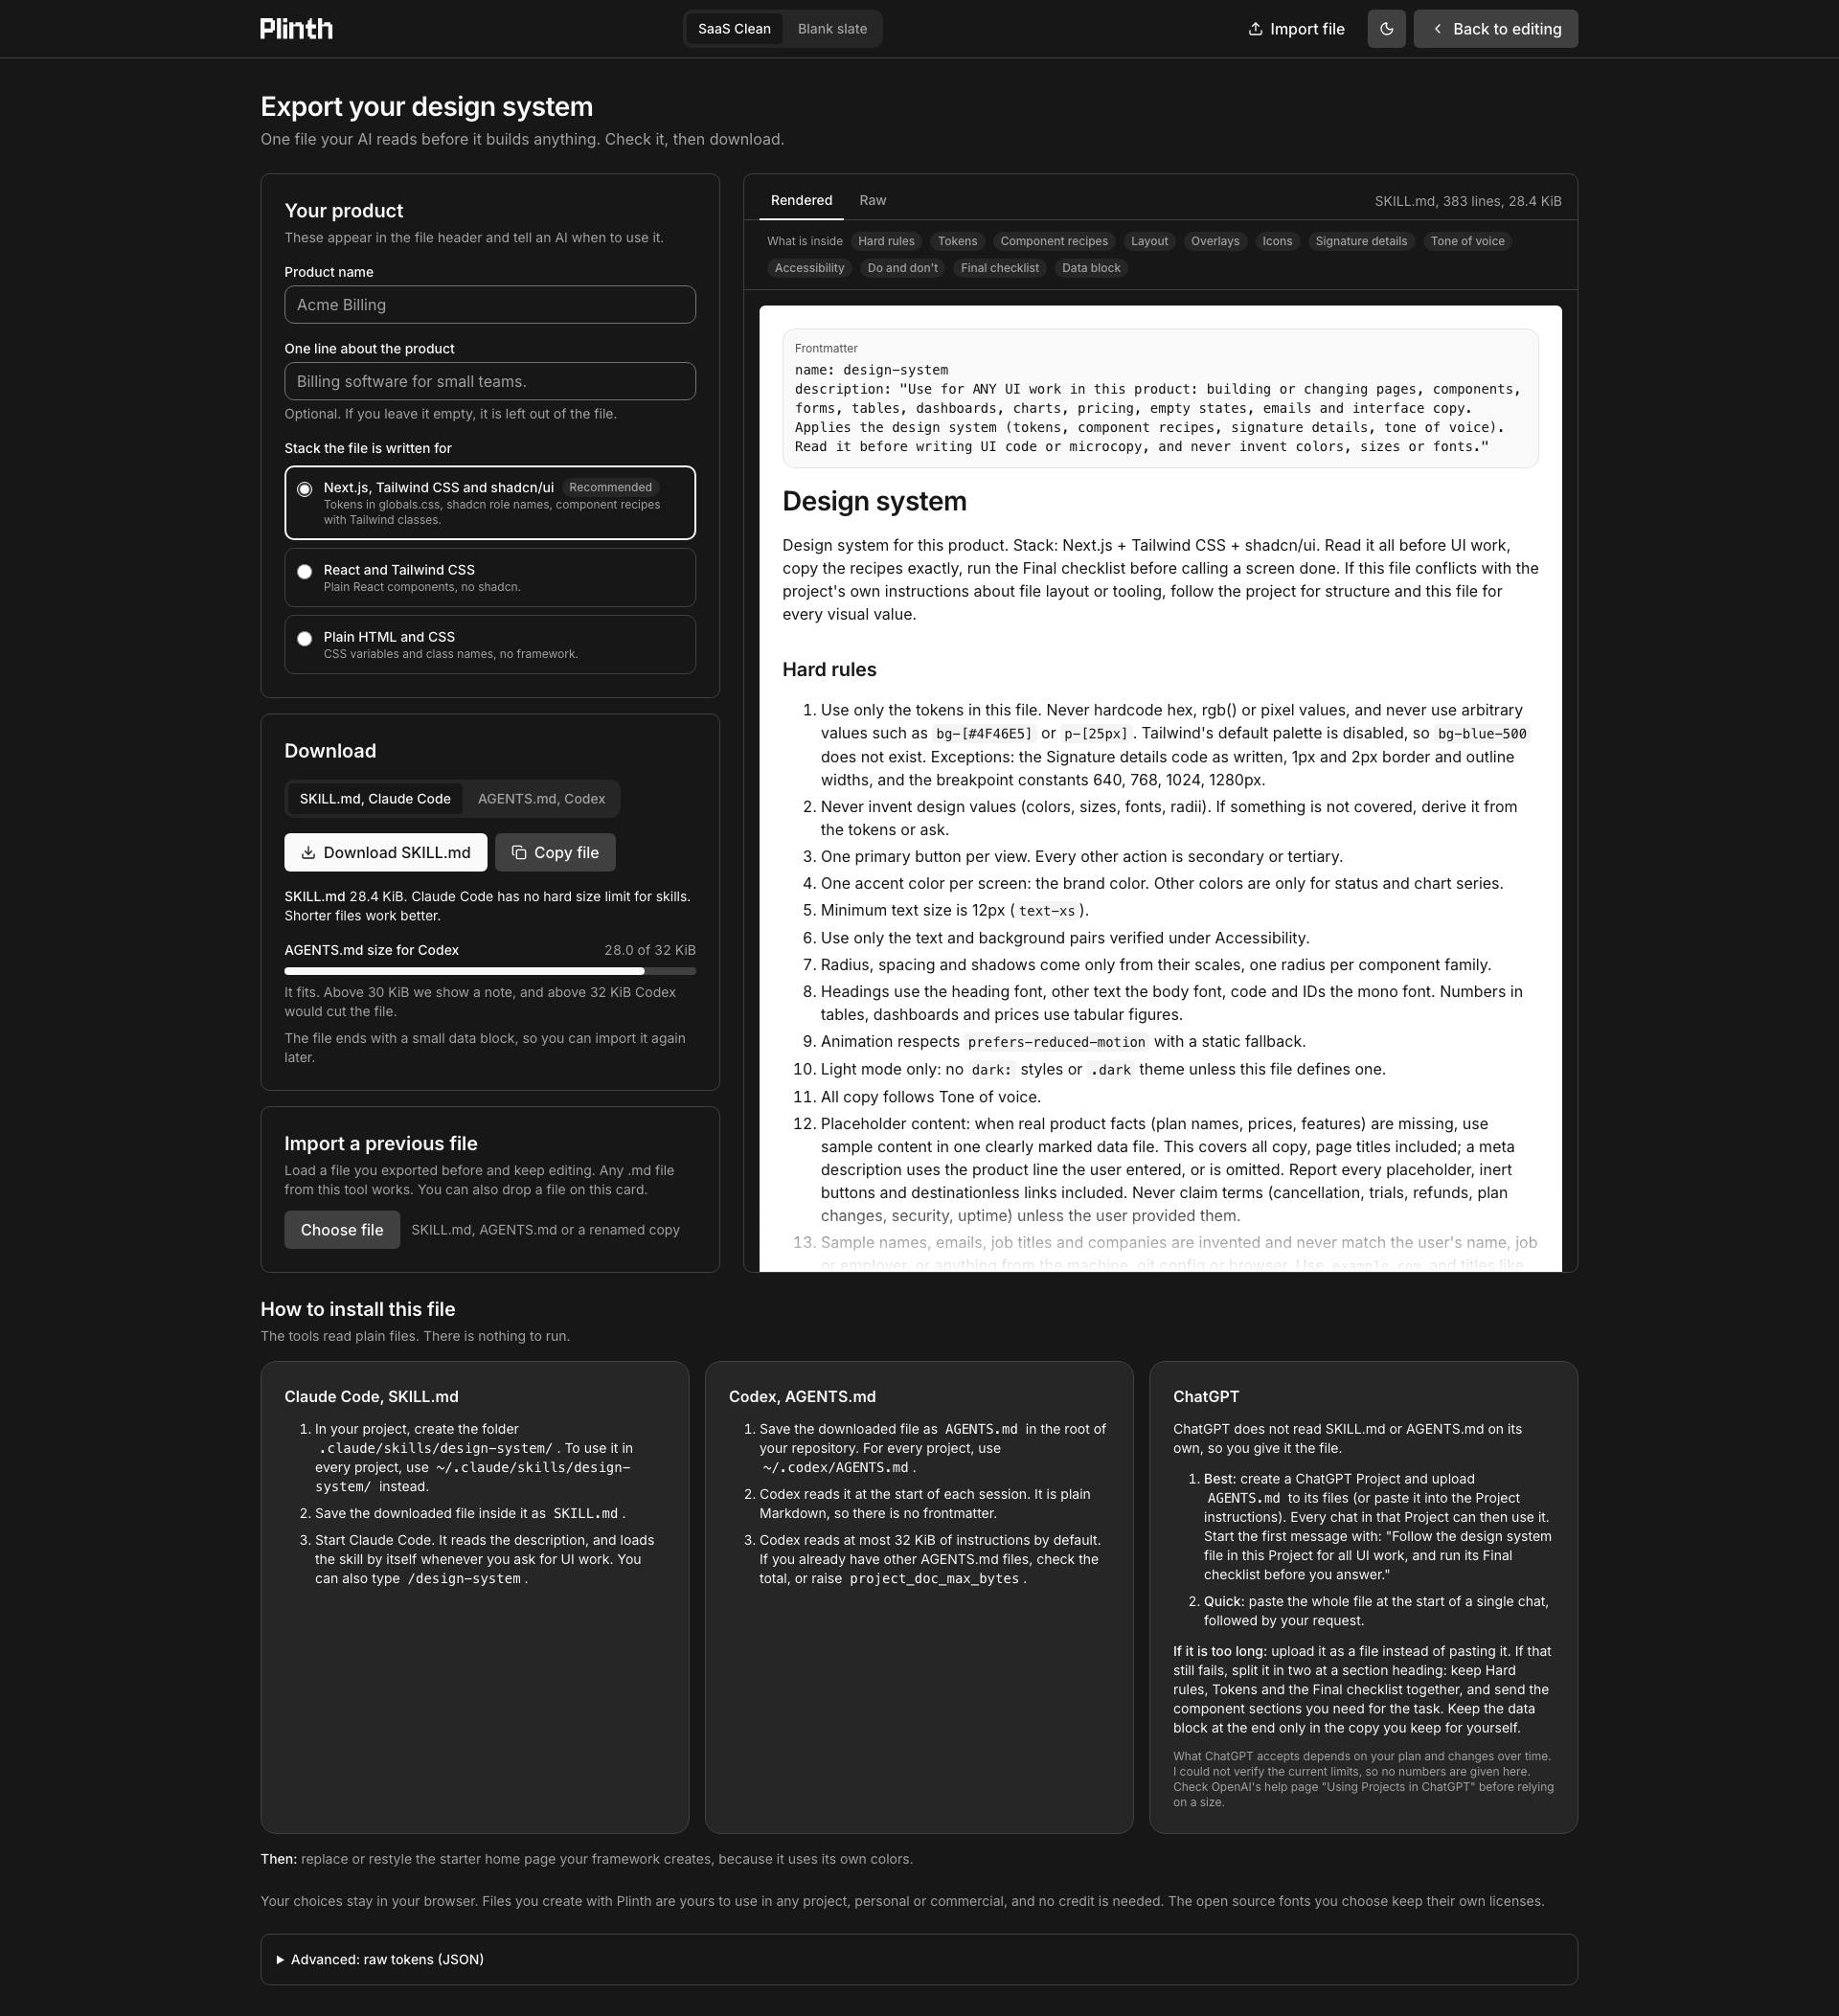 Plinth
SaaS Clean
Blank slate
Import file
Back to editing
Export your design system
One file your AI reads before it builds anything. Check it, then download.
Your product
These appear in the file header and tell an AI when to use it.
Product name
Acme Billing
One line about the product
Billing software for small teams.
Optional. If you leave it empty, it is left out of the file.
Stack the file is written for
Next.js, Tailwind CSS and shadcn/ui Recommended
Tokens in globals.css, shadcn role names, component recipes
with Tailwind classes.
React and Tailwind CSS
Plain React components, no shadcn.
Plain HTML and CSS
CSS variables and class names, no framework.
Download
SKILL.md, Claude Code
AGENTS.md, Codex
Download SKILL.md
Copy file
SKILL.md 28.4 KiB. Claude Code has no hard size limit for skills.
Shorter files work better.
AGENTS.md size for Codex 28.0 of 32 KiB
It fits. Above 30 KiB we show a note, and above 32 KiB Codex
would cut the file.
The file ends with a small data block, so you can import it again
later.
Import a previous file
Load a file you exported before and keep editing. Any .md file
from this tool works. You can also drop a file on this card.
Choose file SKILL.md, AGENTS.md or a renamed copy
Rendered
Raw
SKILL.md, 383 lines, 28.4 KiB
What is inside Hard rules Tokens Component recipes Layout Overlays Icons Signature details Tone of voice
Accessibility Do and don't Final checklist Data block
Frontmatter
name: design-system
description: "Use for ANY UI work in this product: building or changing pages, components,
forms, tables, dashboards, charts, pricing, empty states, emails and interface copy.
Applies the design system (tokens, component recipes, signature details, tone of voice).
Read it before writing UI code or microcopy, and never invent colors, sizes or fonts."
Design system
Design system for this product. Stack: Next.js + Tailwind CSS + shadcn/ui. Read it all before UI work,
copy the recipes exactly, run the Final checklist before calling a screen done. If this file conflicts with the
project's own instructions about file layout or tooling, follow the project for structure and this file for
every visual value.
Hard rules
1. Use only the tokens in this file. Never hardcode hex, rgb() or pixel values, and never use arbitrary
values such as bg-[#4F46E5] or p-[25px]. Tailwind's default palette is disabled, so bg-blue-500
does not exist. Exceptions: the Signature details code as written, 1px and 2px border and outline
widths, and the breakpoint constants 640, 768, 1024, 1280px.
2. Never invent design values (colors, sizes, fonts, radii). If something is not covered, derive it from
the tokens or ask.
3. One primary button per view. Every other action is secondary or tertiary.
4. One accent color per screen: the brand color. Other colors are only for status and chart series.
5. Minimum text size is 12px (text-xs).
6. Use only the text and background pairs verified under Accessibility.
7. Radius, spacing and shadows come only from their scales, one radius per component family.
8. Headings use the heading font, other text the body font, code and IDs the mono font. Numbers in
tables, dashboards and prices use tabular figures.
9. Animation respects prefers-reduced-motion with a static fallback.
10. Light mode only: no dark: styles or .dark theme unless this file defines one.
11. All copy follows Tone of voice.
12. Placeholder content: when real product facts (plan names, prices, features) are missing, use
sample content in one clearly marked data file. This covers all copy, page titles included; a meta
description uses the product line the user entered, or is omitted. Report every placeholder, inert
buttons and destinationless links included. Never claim terms (cancellation, trials, refunds, plan
changes, security, uptime) unless the user provided them.
13. Sample names, emails, job titles and companies are invented and never match the user's name, job
or employer, or anything from the machine, git config or browser. Use example.com and titles like
How to install this file
The tools read plain files. There is nothing to run.
Claude Code, SKILL.md
1. In your project, create the folder
.claude/skills/design-system/. To use it in
every project, use ~/.claude/skills/design-
system/ instead.
2. Save the downloaded file inside it as SKILL.md.
3. Start Claude Code. It reads the description, and loads
the skill by itself whenever you ask for UI work. You
can also type /design-system.
Codex, AGENTS.md
1. Save the downloaded file as AGENTS.md in the root of
your repository. For every project, use
~/.codex/AGENTS.md.
2. Codex reads it at the start of each session. It is plain
Markdown, so there is no frontmatter.
3. Codex reads at most 32 KiB of instructions by default.
If you already have other AGENTS.md files, check the
total, or raise project_doc_max_bytes.
ChatGPT
ChatGPT does not read SKILL.md or AGENTS.md on its
own, so you give it the file.
1. Best: create a ChatGPT Project and upload
AGENTS.md to its files (or paste it into the Project
instructions). Every chat in that Project can then use it.
Start the first message with: "Follow the design system
file in this Project for all UI work, and run its Final
checklist before you answer."
2. Quick: paste the whole file at the start of a single chat,
followed by your request.
If it is too long: upload it as a file instead of pasting it. If that
still fails, split it in two at a section heading: keep Hard
rules, Tokens and the Final checklist together, and send the
component sections you need for the task. Keep the data
block at the end only in the copy you keep for yourself.
What ChatGPT accepts depends on your plan and changes over time.
I could not verify the current limits, so no numbers are given here.
Check OpenAI's help page "Using Projects in ChatGPT" before relying
on a size.
Then: replace or restyle the starter home page your framework creates, because it uses its own colors.
Your choices stay in your browser. Files you create with Plinth are yours to use in any project, personal or commercial, and no credit is needed. The open source fonts you choose keep their own licenses.
Advanced: raw tokens (JSON)